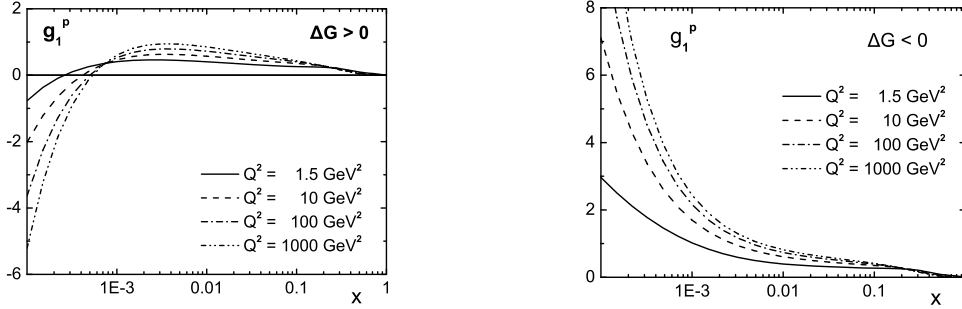 g₁ᵖ
ΔG > 0
2
0
-2
-4
-6
Q² = 1.5 GeV²
Q² = 10 GeV²
Q² = 100 GeV²
Q² = 1000 GeV²
1E-3 0.01 0.1 1
x
g₁ᵖ
ΔG < 0
8
6
4
2
0
Q² = 1.5 GeV²
Q² = 10 GeV²
Q² = 100 GeV²
Q² = 1000 GeV²
1E-3 0.01 0.1 1
x